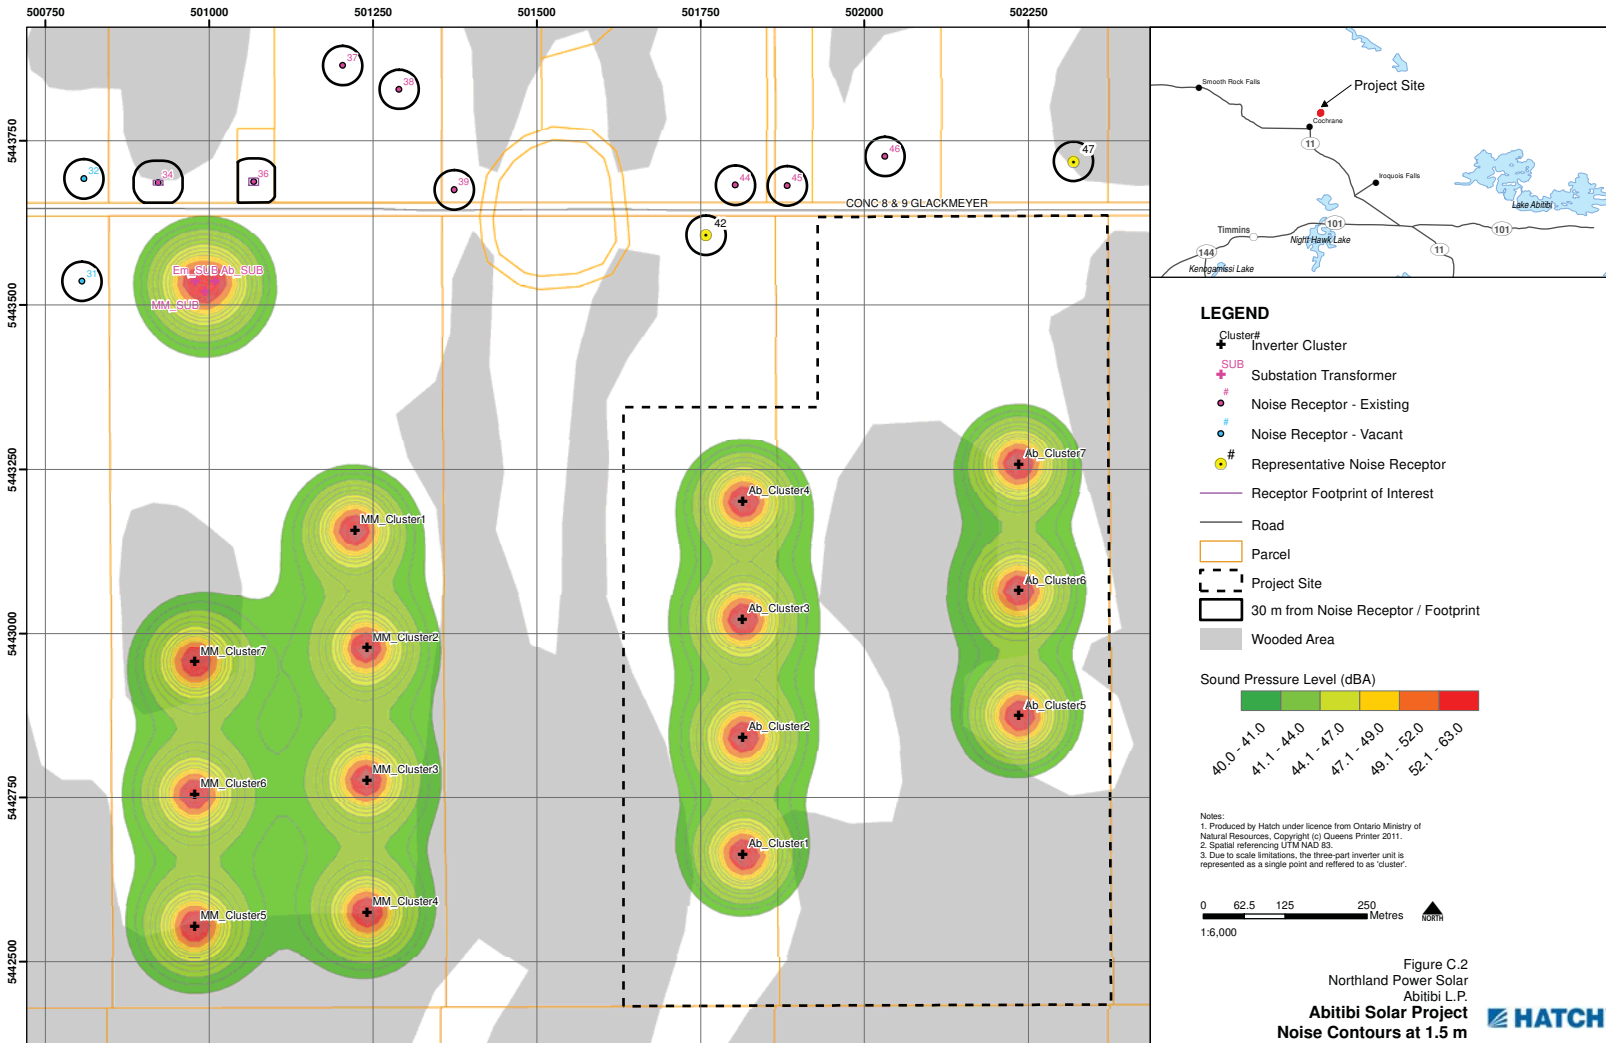 500750 501000 501250 501500 501750 502000 502250
5443750
5443500
5443250
5443000
5442750
5442500
37
38
32
34
36
39
44
45
46
47
42
31
CONC 8 & 9 GLACKMEYER
Em_SUB
Ab_SUB
MM_SUB
MM_Cluster1
MM_Cluster2
MM_Cluster7
MM_Cluster3
MM_Cluster6
MM_Cluster4
MM_Cluster5
Ab_Cluster4
Ab_Cluster3
Ab_Cluster2
Ab_Cluster1
Ab_Cluster7
Ab_Cluster6
Ab_Cluster5
Smooth Rock Falls
Project Site
Cochrane
11
Iroquois Falls
Lake Abitibi
Timmins
101
101
Night Hawk Lake
144
11
Kenogamissi Lake
LEGEND
Cluster#
Inverter Cluster
SUB
Substation Transformer
#
Noise Receptor - Existing
#
Noise Receptor - Vacant
#
Representative Noise Receptor
Receptor Footprint of Interest
Road
Parcel
Project Site
30 m from Noise Receptor / Footprint
Wooded Area
Sound Pressure Level (dBA)
40.0 - 41.0
41.1 - 44.0
44.1 - 47.0
47.1 - 49.0
49.1 - 52.0
52.1 - 63.0
Notes:
1. Produced by Hatch under licence from Ontario Ministry of
Natural Resources, Copyright (c) Queens Printer 2011.
2. Spatial referencing UTM NAD 83.
3. Due to scale limitations, the three-part inverter unit is
represented as a single point and reffered to as 'cluster'.
0 62.5 125 250
Metres
NORTH
1:6,000
Figure C.2
Northland Power Solar
Abitibi L.P.
Abitibi Solar Project
Noise Contours at 1.5 m
HATCH